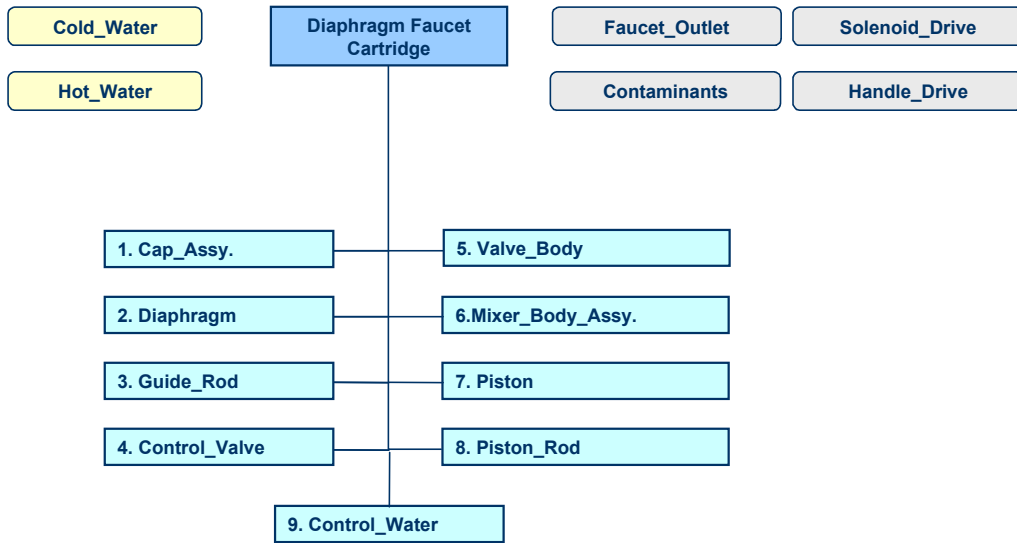 Cold_Water
Diaphragm Faucet
Cartridge
Faucet_Outlet
Solenoid_Drive
Hot_Water
Contaminants
Handle_Drive
1. Cap_Assy.
5. Valve_Body
2. Diaphragm
6.Mixer_Body_Assy.
3. Guide_Rod
7. Piston
4. Control_Valve
8. Piston_Rod
9. Control_Water